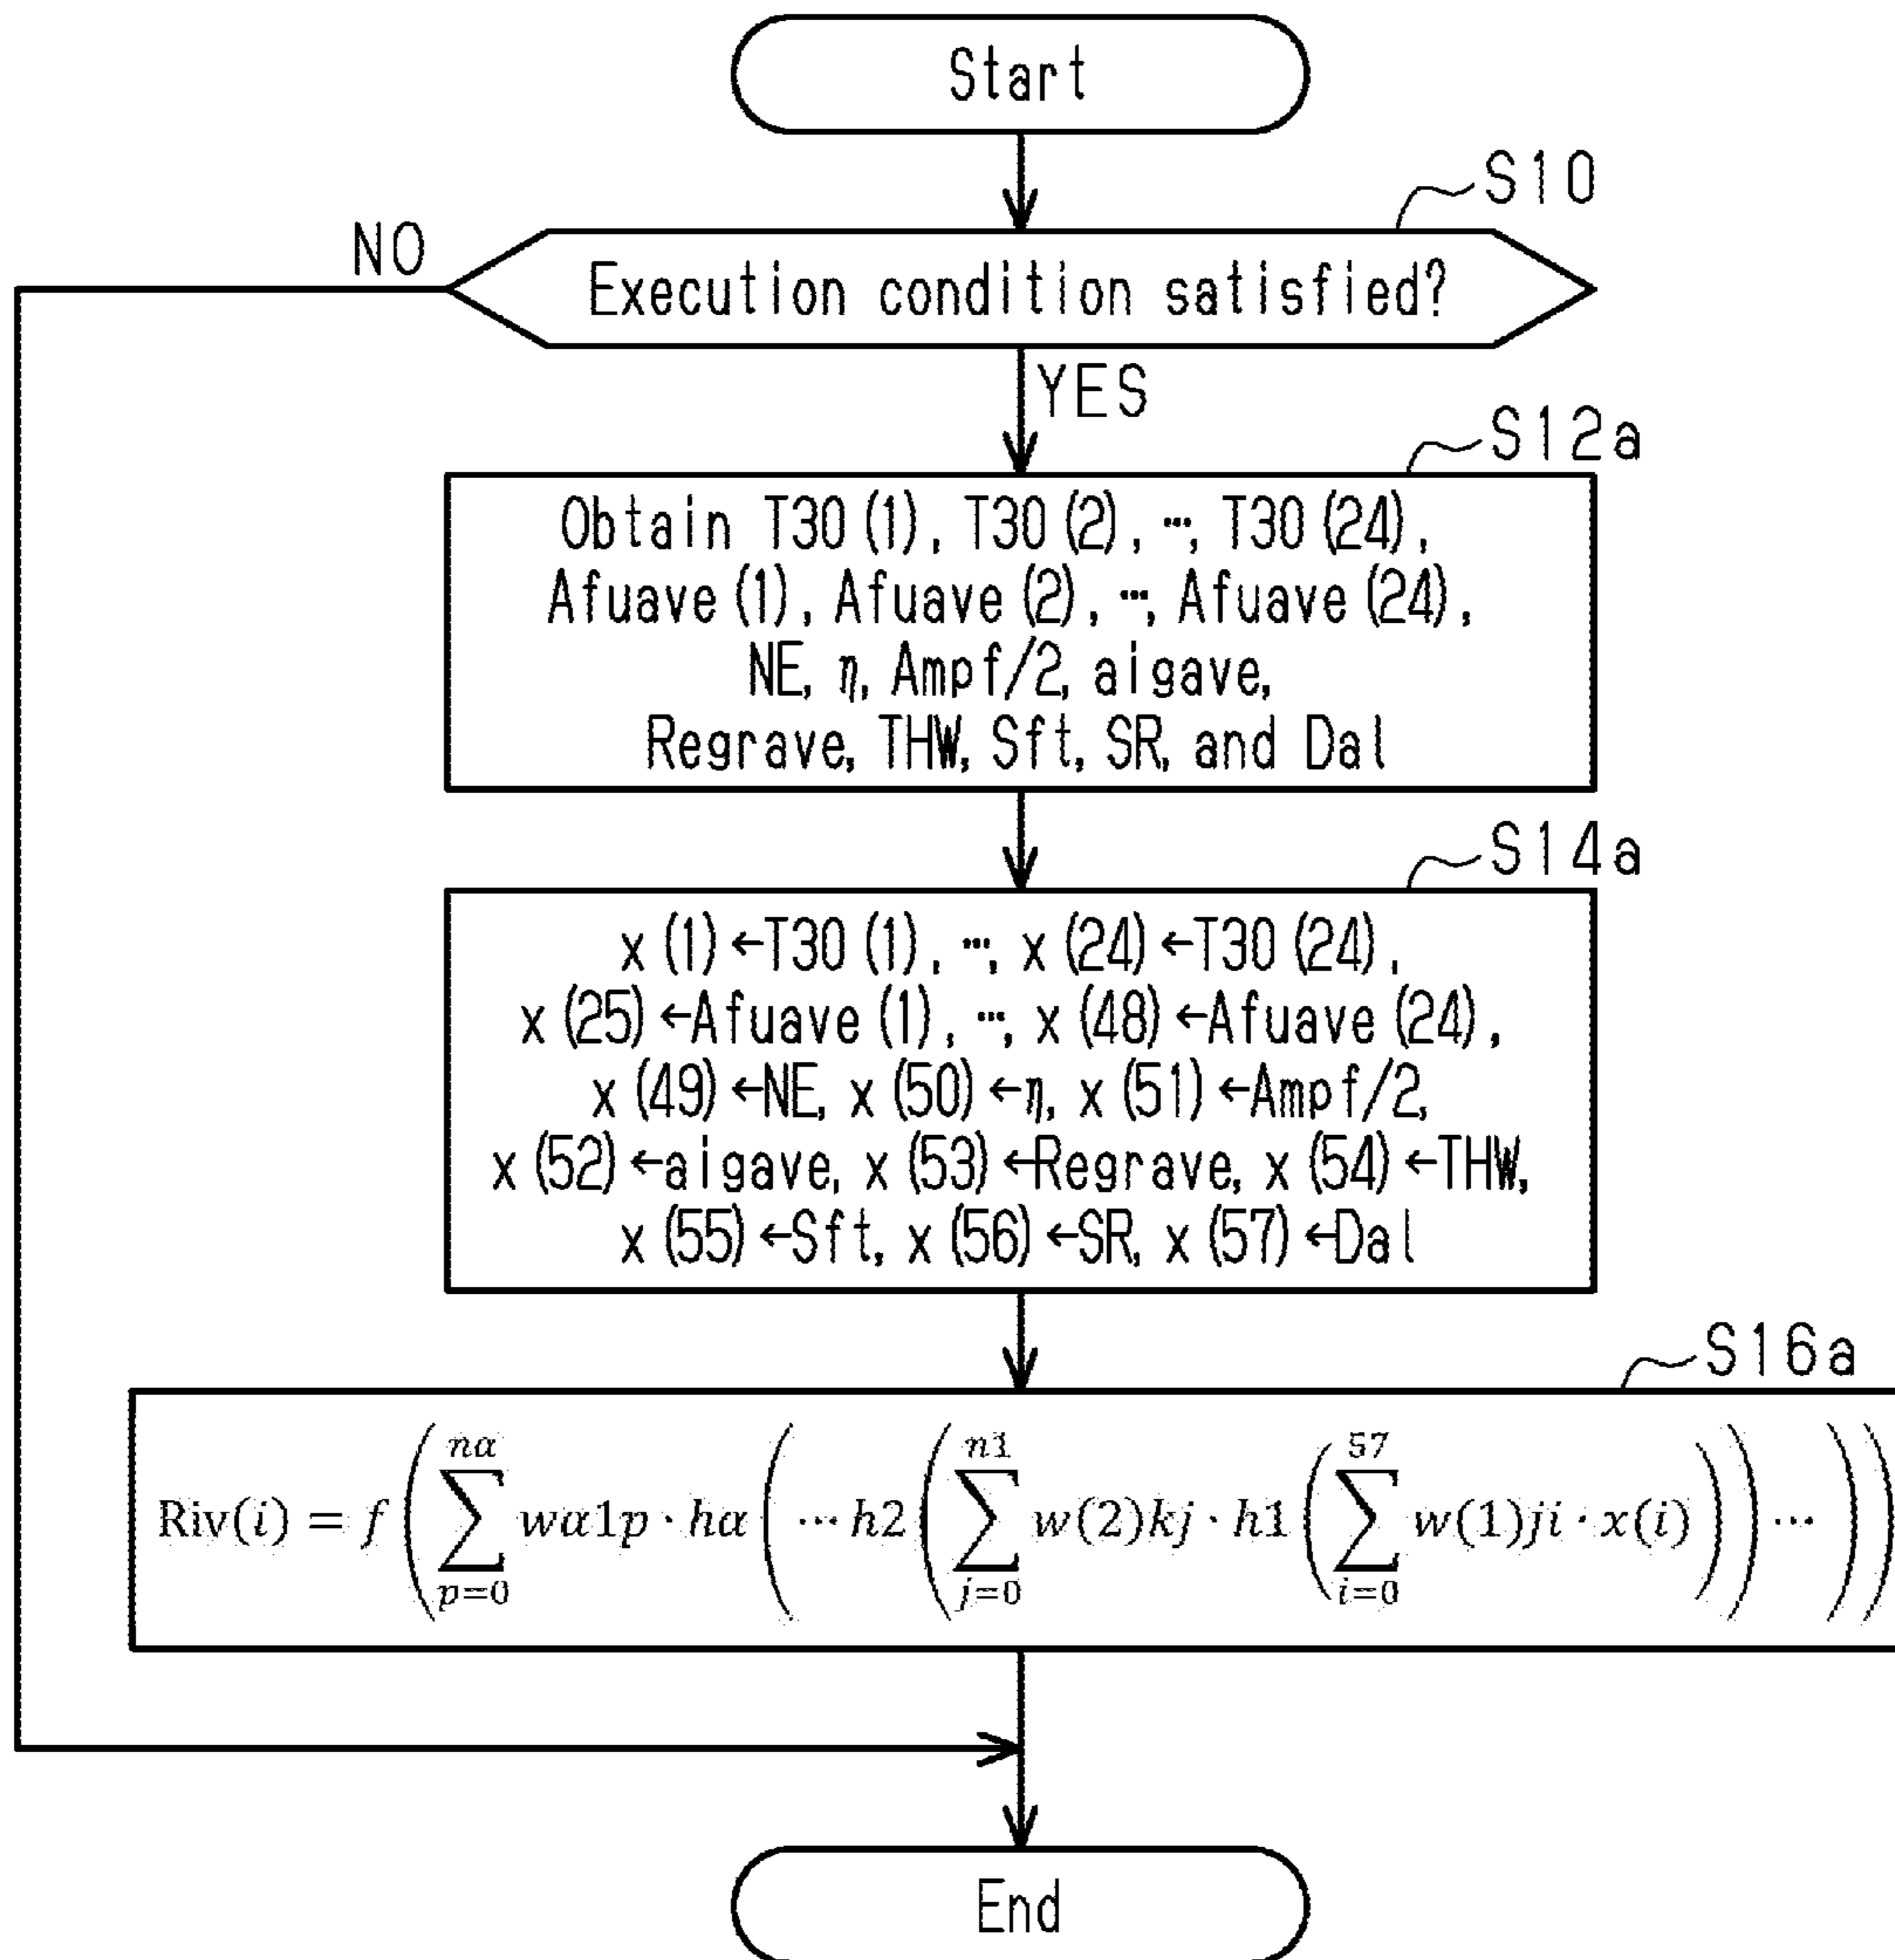 Start
S10
NO
Execution condition satisfied?
YES
S12a
Obtain T30(1), T30(2), …, T30(24),
Afuave(1), Afuave(2), …, Afuave(24),
NE, η, Ampf/2, aigave,
Regrave, THW, Sft, SR, and Dal
S14a
x(1)←T30(1), …, x(24)←T30(24),
x(25)←Afuave(1), …, x(48)←Afuave(24),
x(49)←NE, x(50)←η, x(51)←Ampf/2,
x(52)←aigave, x(53)←Regrave, x(54)←THW,
x(55)←Sft, x(56)←SR, x(57)←Dal
S16a
Riv(i) = f(∑_{p=0}^{nα} wα1p · hα(⋯ h2(∑_{j=0}^{n1} w(2)kj · h1(∑_{i=0}^{57} w(1)ji · x(i))) ⋯))
End